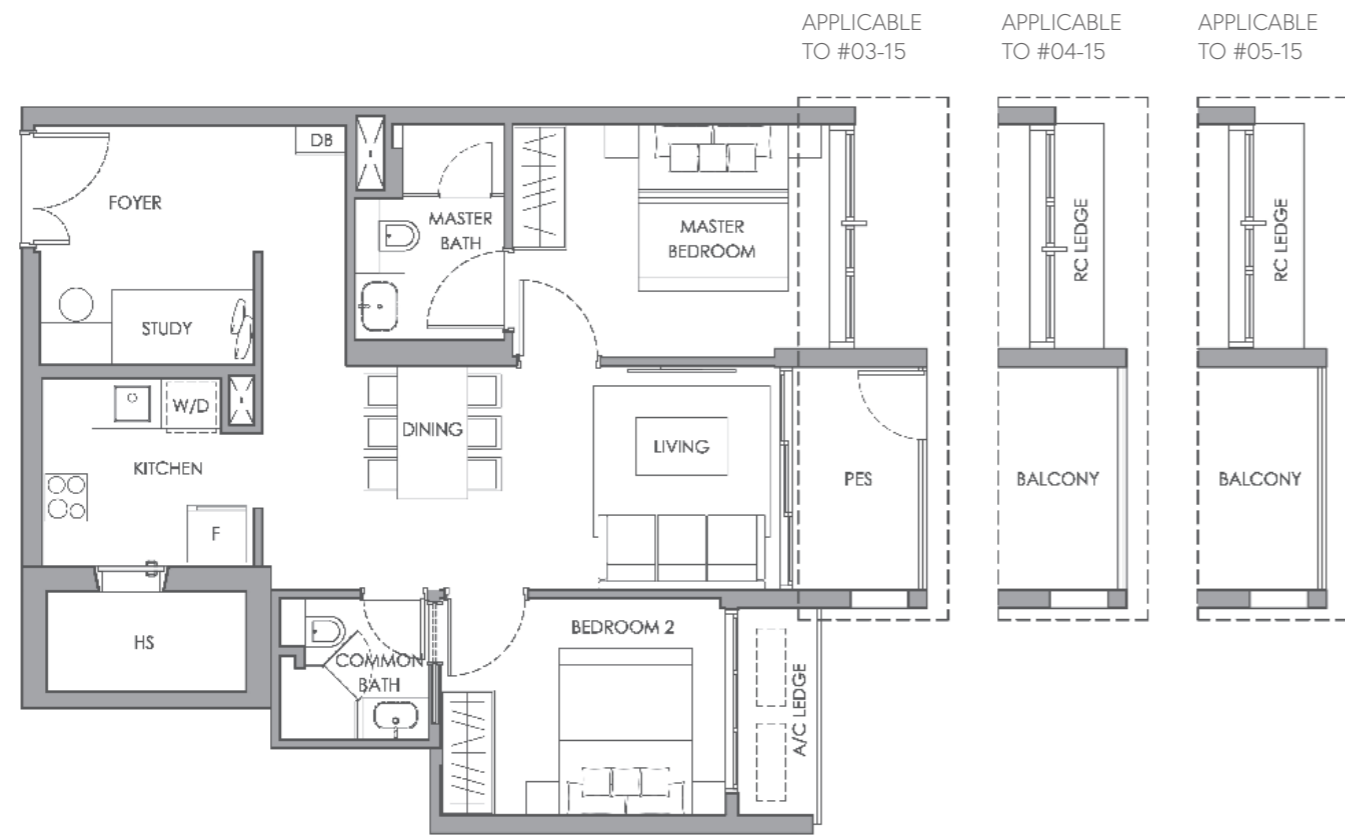 APPLICABLE
TO #03-15
APPLICABLE
TO #04-15
APPLICABLE
TO #05-15
DB
FOYER
MASTER
BATH
MASTER
BEDROOM
RC LEDGE
RC LEDGE
STUDY
W/D
DINING
LIVING
KITCHEN
PES
BALCONY
BALCONY
F
HS
BEDROOM 2
COMMON
BATH
A/C LEDGE